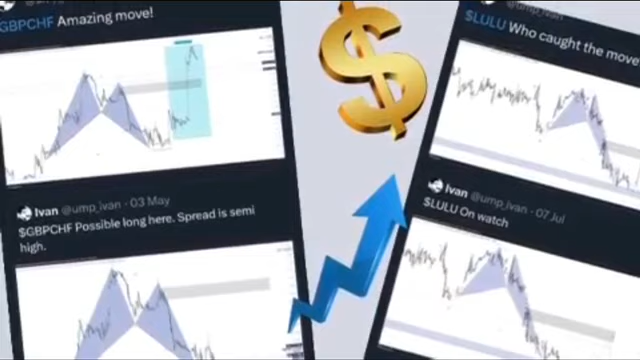 $GBPCHF Amazing move!
Ivan @ump_ivan · 03 May
$GBPCHF Possible long here. Spread is semi
high.
@ump_ivan
$LULU Who caught the move
Ivan @ump_ivan · 07 Jul
$LULU On watch